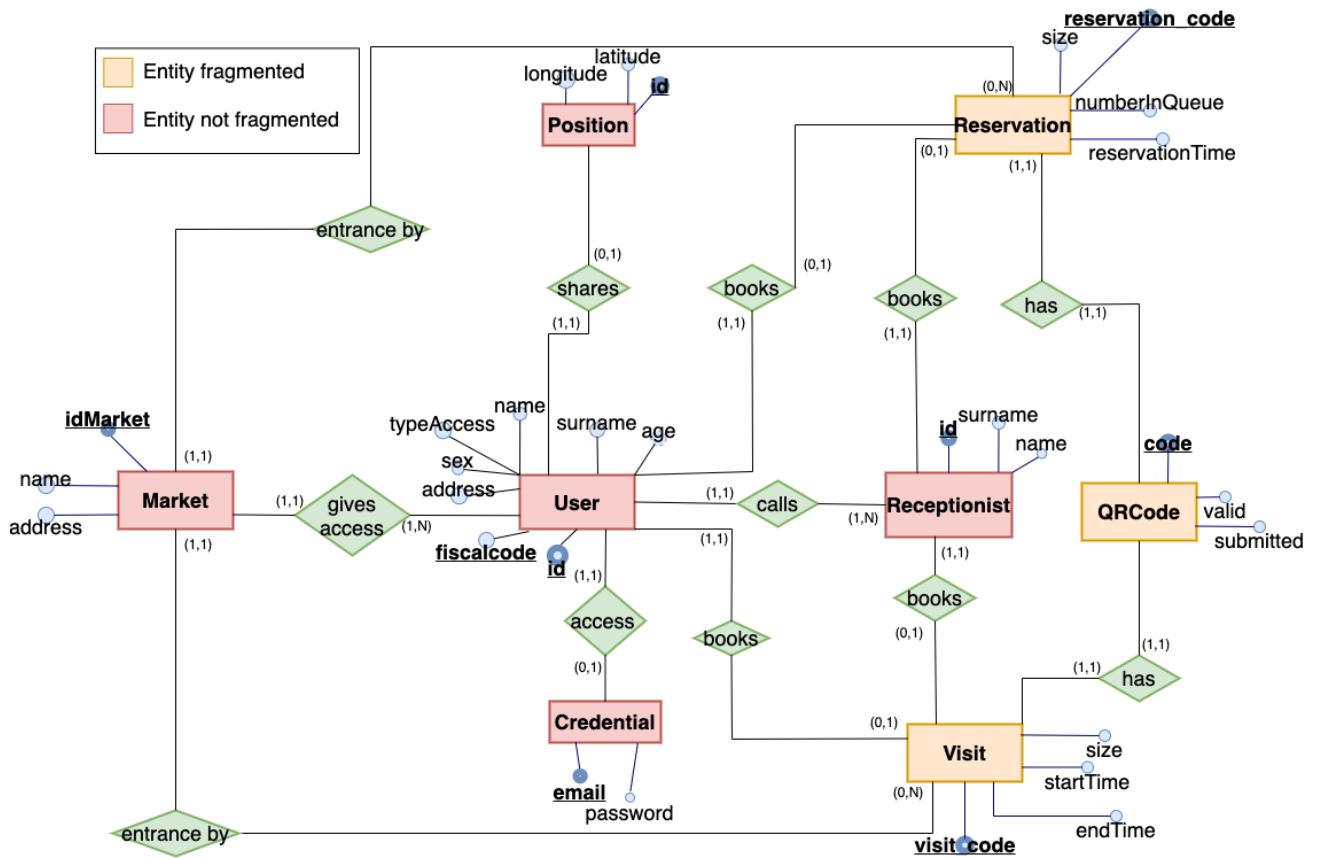 reservation_code
size
Entity fragmented
Entity not fragmented
latitude
longitude
id
Position
(0,N)
numberInQueue
Reservation
reservationTime
(0,1)
(1,1)
entrance by
(0,1)
(0,1)
shares
books
books
has
(1,1)
(1,1)
(1,1)
(1,1)
idMarket
name
address
Market
(1,1)
(1,1)
(1,1)
gives
access
(1,N)
typeAccess
name
surname
age
sex
address
User
fiscalcode
id
(1,1)
calls
(1,N)
id
surname
name
Receptionist
code
QRCode
valid
submitted
(1,1)
(1,1)
(1,1)
access
(0,1)
books
books
(0,1)
(1,1)
(1,1)
has
Credential
email
password
(0,1)
Visit
size
startTime
endTime
(0,N)
visit_code
entrance by